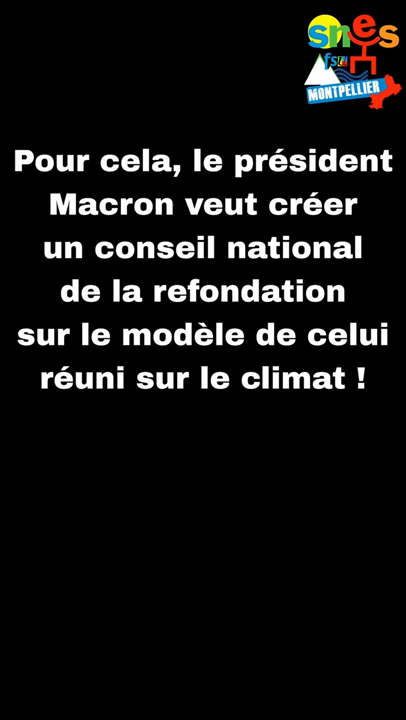 snes
fsu
MONTPELLIER
Pour cela, le président
Macron veut créer
un conseil national
de la refondation
sur le modèle de celui
réuni sur le climat !